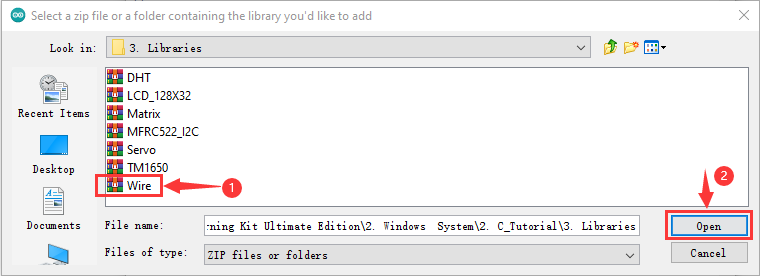 Select a zip file or a folder containing the library you'd like to add
Look in:
3. Libraries
Recent Items
Desktop
Documents
DHT
LCD_128X32
Matrix
MFRC522_I2C
Servo
TM1650
Wire
1
2
File name:
rning Kit Ultimate Edition\2. Windows System\2. C_Tutorial\3. Libraries
Open
Files of type:
ZIP files or folders
Cancel